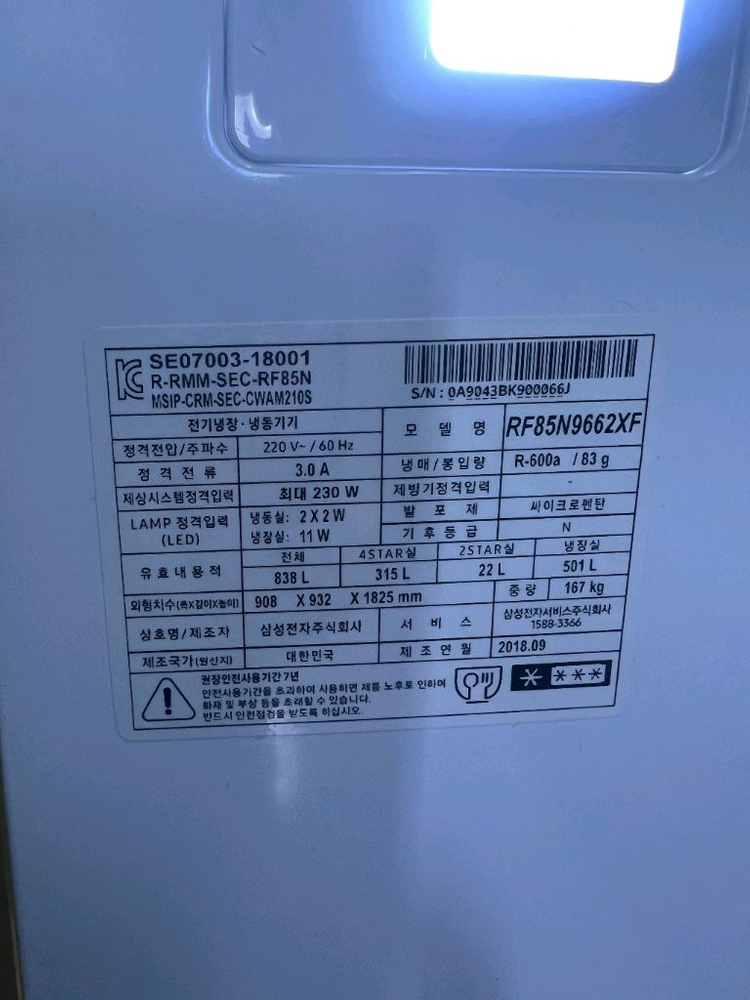 SE07003-18001
R-RMM-SEC-RF85N
MSIP-CRM-SEC-CWAM210S
S/N : 0A9043BK900066J
전기냉장·냉동기기
모 델 명 RF85N9662XF
정격전압/주파수 220 V~ / 60 Hz
냉매/봉입량 R-600a / 83 g
정 격 전 류 3.0 A
제빙기정격입력 -
제상시스템정격입력 최대 230 W
발 포 제 싸이크로펜탄
LAMP 정격입력 (LED) 냉동실: 2 X 2 W
냉장실: 11 W
기 후 등 급 N
유 효 내 용 적 전체 4STAR실 2STAR실 냉장실
838 L 315 L 22 L 501 L
외형치수(폭X깊이X높이) 908 X 932 X 1825 mm 중 량 167 kg
상호명/제조자 삼성전자주식회사 서 비 스 삼성전자서비스주식회사
1588-3366
제조국가(원산지) 대한민국 제 조 연 월 2018.09
권장안전사용기간 7년
안전사용기간을 초과하여 사용하면 제품 노후로 인하여
화재 및 부상 등을 초래할 수 있습니다.
반드시 안전점검을 받도록 하십시오.